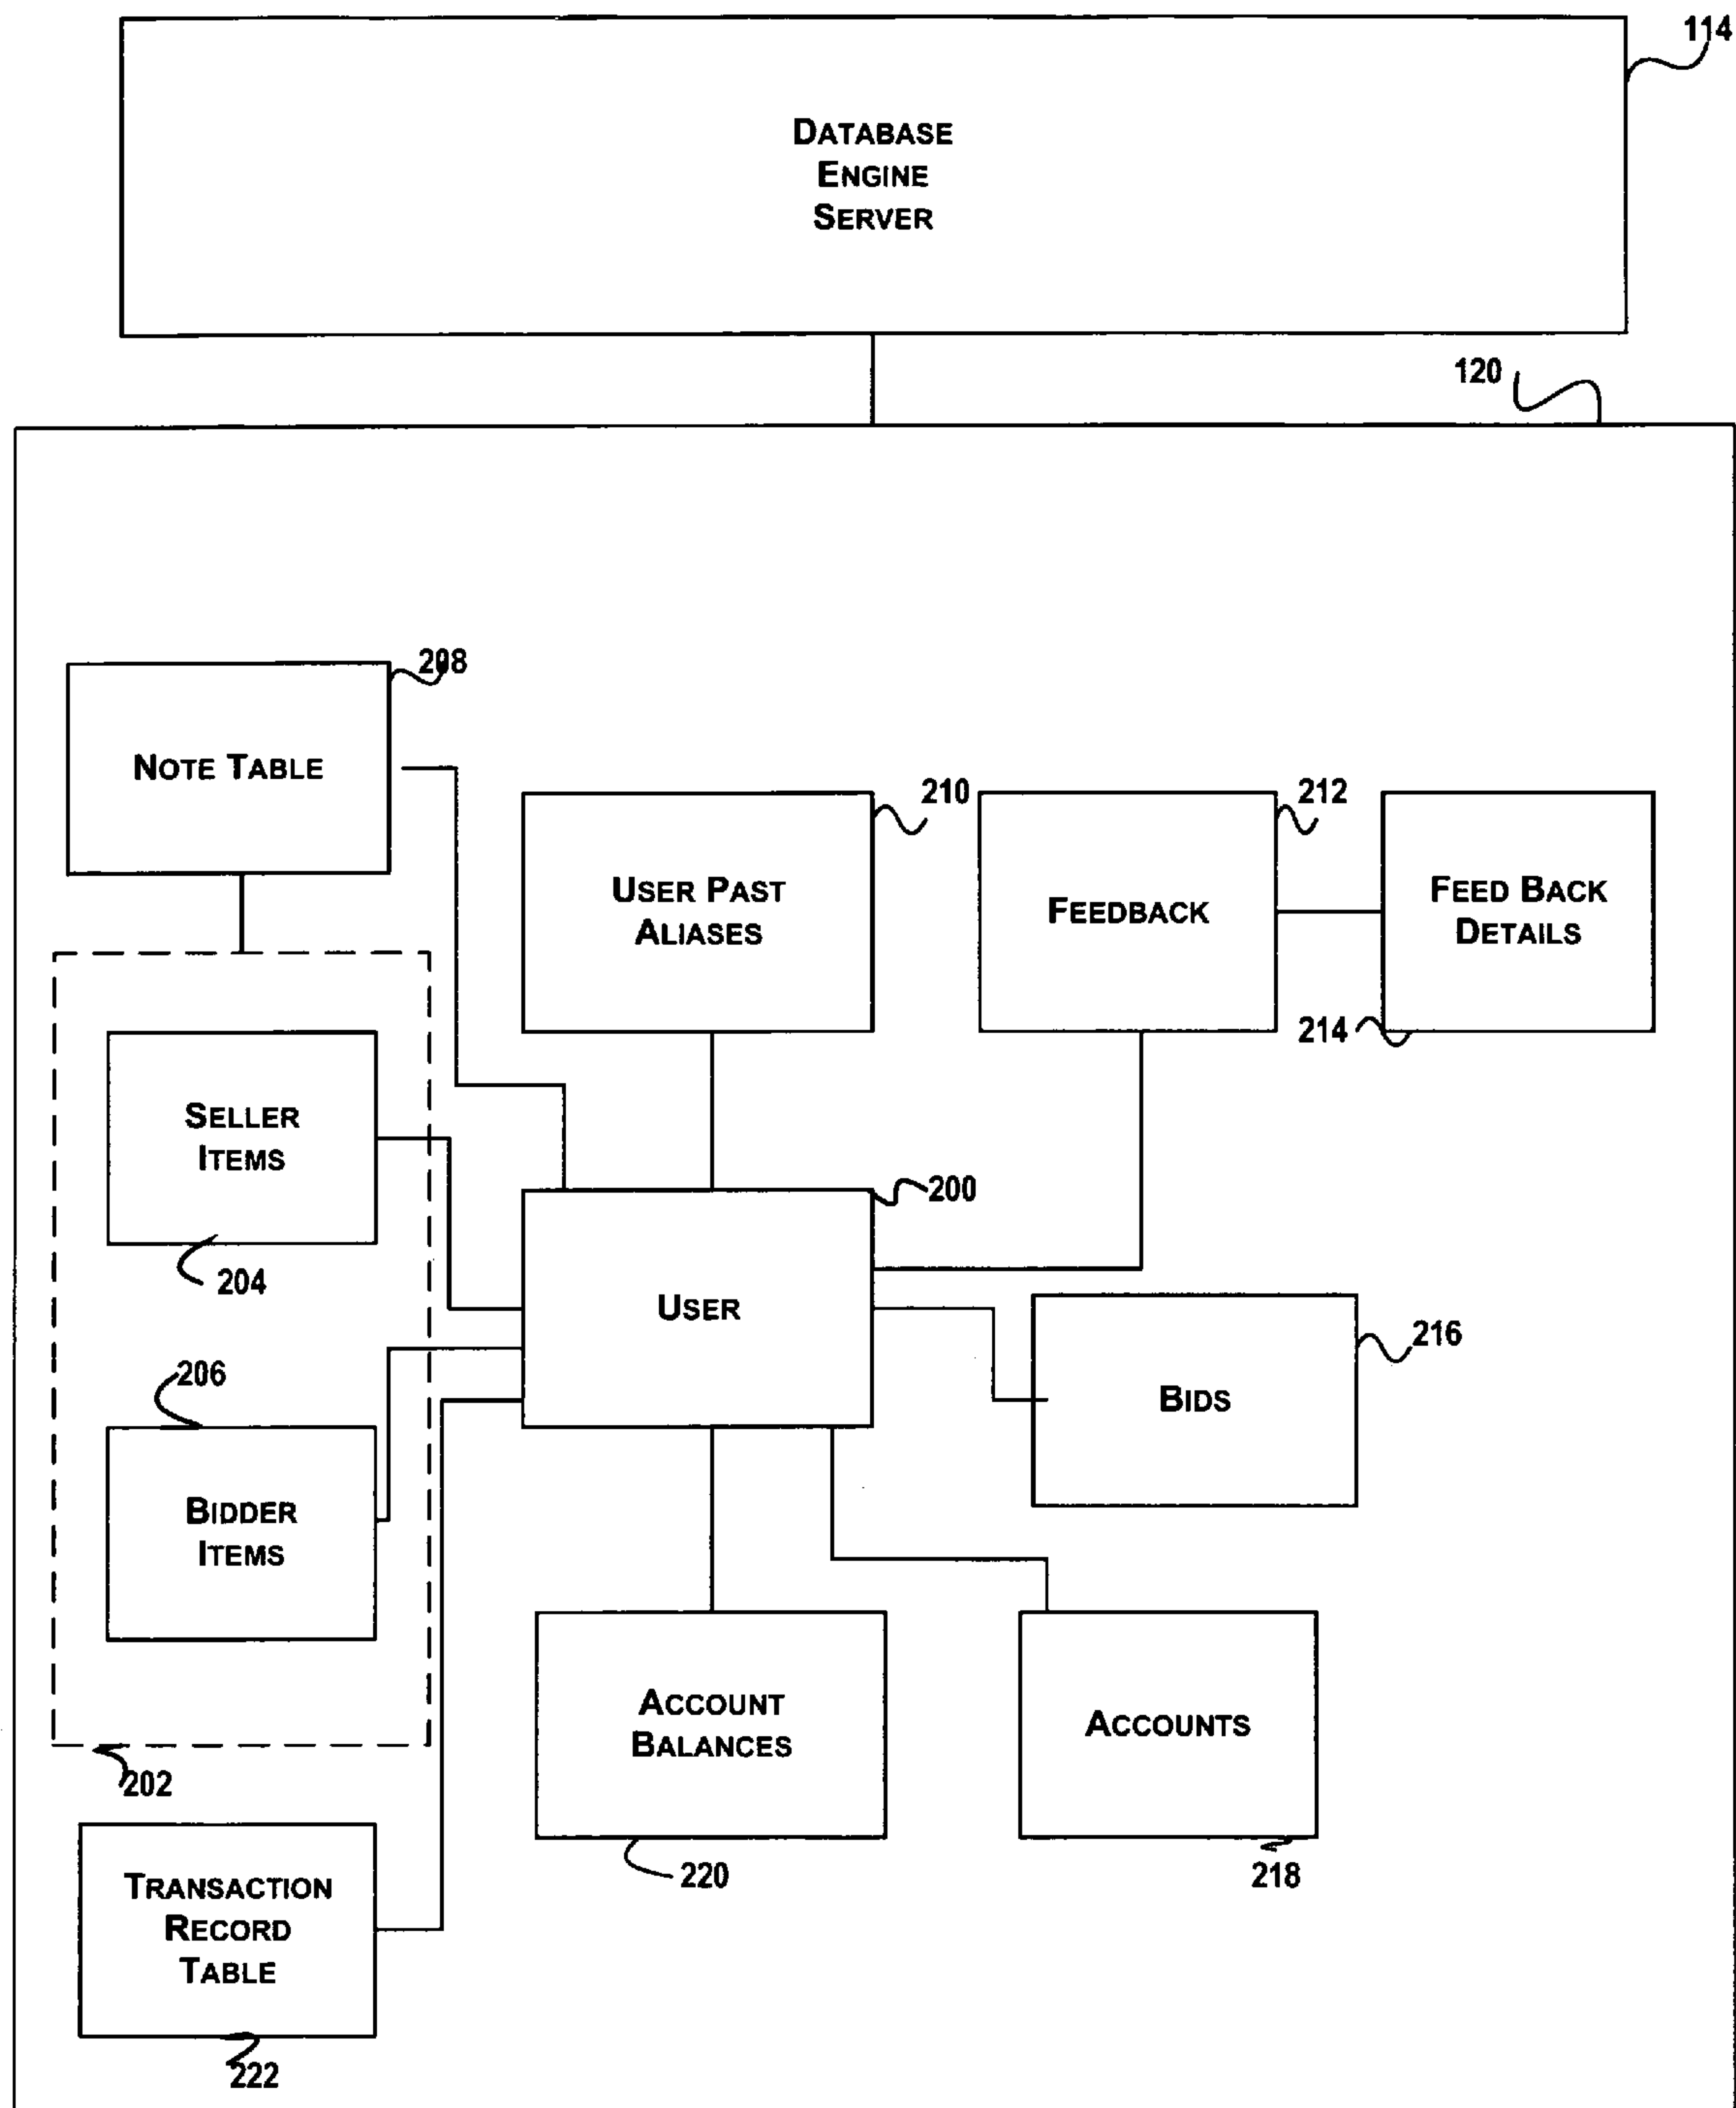 114
DATABASE
ENGINE
SERVER
120
208
NOTE TABLE
210
212
USER PAST
ALIASES
FEEDBACK
FEED BACK
DETAILS
214
SELLER
ITEMS
200
204
USER
216
206
BIDS
BIDDER
ITEMS
ACCOUNT
BALANCES
ACCOUNTS
202
220
218
TRANSACTION
RECORD
TABLE
222